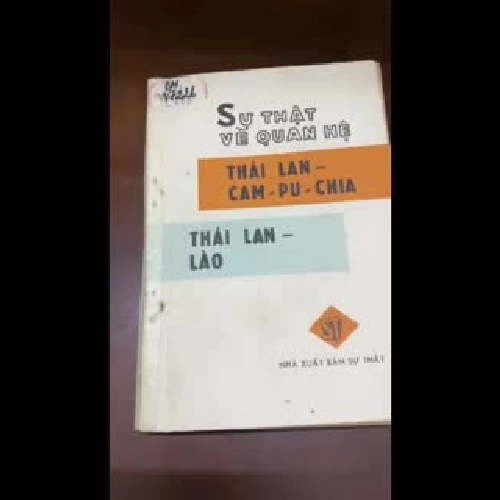 SỰ THẬT
VỀ QUAN HỆ
THÁI LAN –
CAM - PU - CHIA
THÁI LAN –
LÀO
ST
NHÀ XUẤT BẢN SỰ THẬT